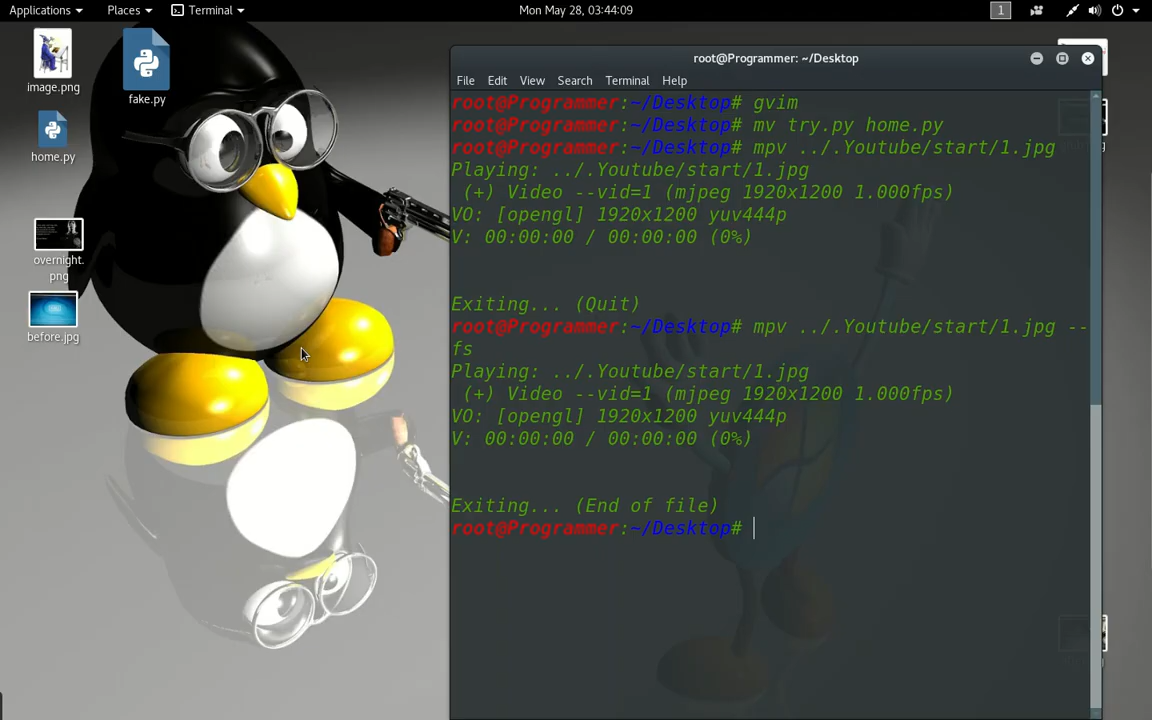 Applications Places Terminal Mon May 28, 03:44:09 1
image.png
fake.py
home.py
overnight.
png
before.jpg
root@Programmer: ~/Desktop
File Edit View Search Terminal Help
root@Programmer:~/Desktop# gvim
root@Programmer:~/Desktop# mv try.py home.py
root@Programmer:~/Desktop# mpv ../.Youtube/start/1.jpg
Playing: ../.Youtube/start/1.jpg
(+) Video --vid=1 (mjpeg 1920x1200 1.000fps)
VO: [opengl] 1920x1200 yuv444p
V: 00:00:00 / 00:00:00 (0%)
Exiting... (Quit)
root@Programmer:~/Desktop# mpv ../.Youtube/start/1.jpg --
fs
Playing: ../.Youtube/start/1.jpg
(+) Video --vid=1 (mjpeg 1920x1200 1.000fps)
VO: [opengl] 1920x1200 yuv444p
V: 00:00:00 / 00:00:00 (0%)
Exiting... (End of file)
root@Programmer:~/Desktop#